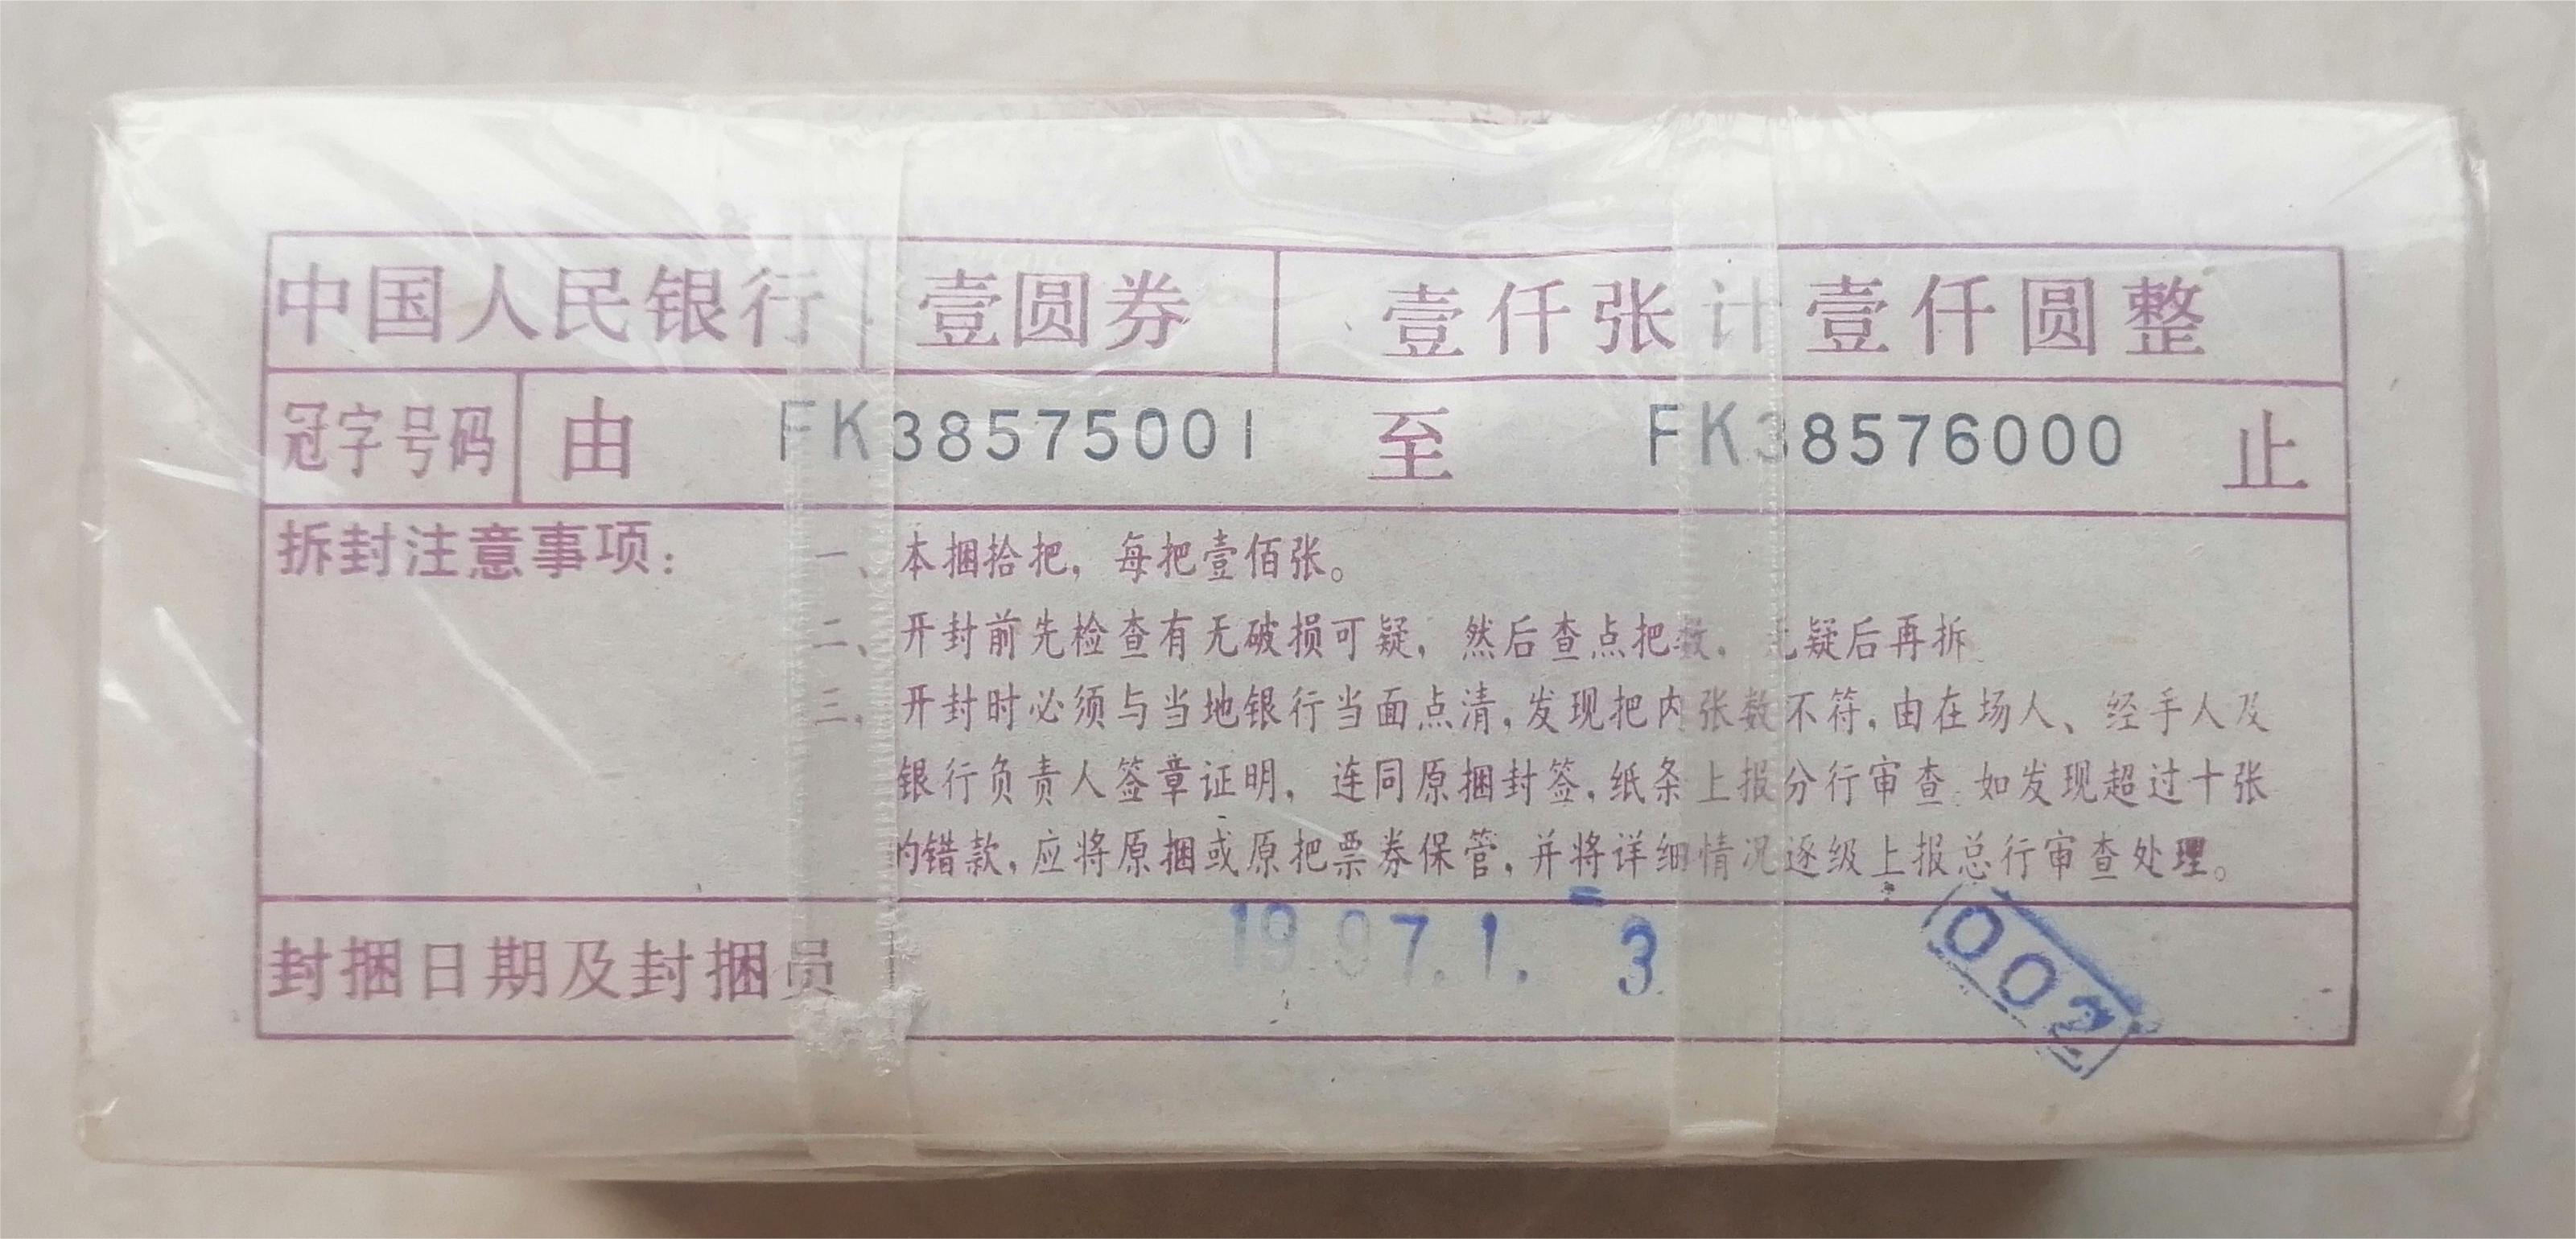 中国人民银行 壹圆券 壹仟张计壹仟圆整
冠字号码 由 FK38575001 至 FK38576000 止
拆封注意事项: 一、本捆拾把，每把壹佰张。
二、开封前先检查有无破损可疑，然后查点把数，无疑后再拆
三、开封时必须与当地银行当面点清，发现把内张数不符，由在场人、经手人及
银行负责人签章证明，连同原捆封签，纸条上报分行审查。如发现超过十张
的错款，应将原捆或原把票券保管，并将详细情况逐级上报总行审查处理。
封捆日期及封捆员 1997.1. 3 002